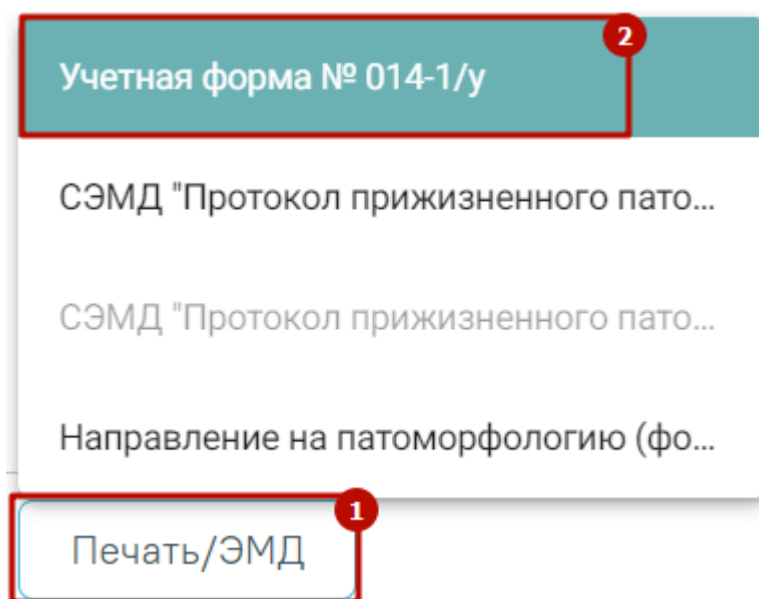 2
Учетная форма № 014-1/у
СЭМД "Протокол прижизненного пато...
СЭМД "Протокол прижизненного пато...
Направление на патоморфологию (фо...
1
Печать/ЭМД